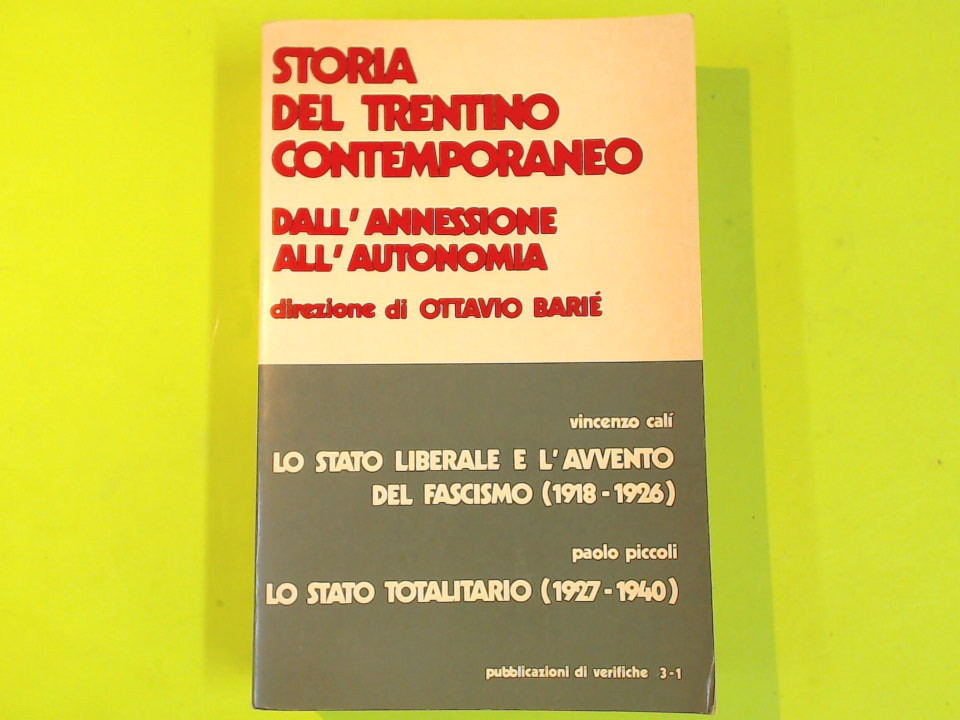 STORIA
DEL TRENTINO
CONTEMPORANEO
DALL'ANNESSIONE
ALL'AUTONOMIA
direzione di OTTAVIO BARIÉ
vincenzo calí
LO STATO LIBERALE E L'AVVENTO
DEL FASCISMO (1918-1926)
paolo piccoli
LO STATO TOTALITARIO (1927-1940)
pubblicazioni di verifiche 3-1